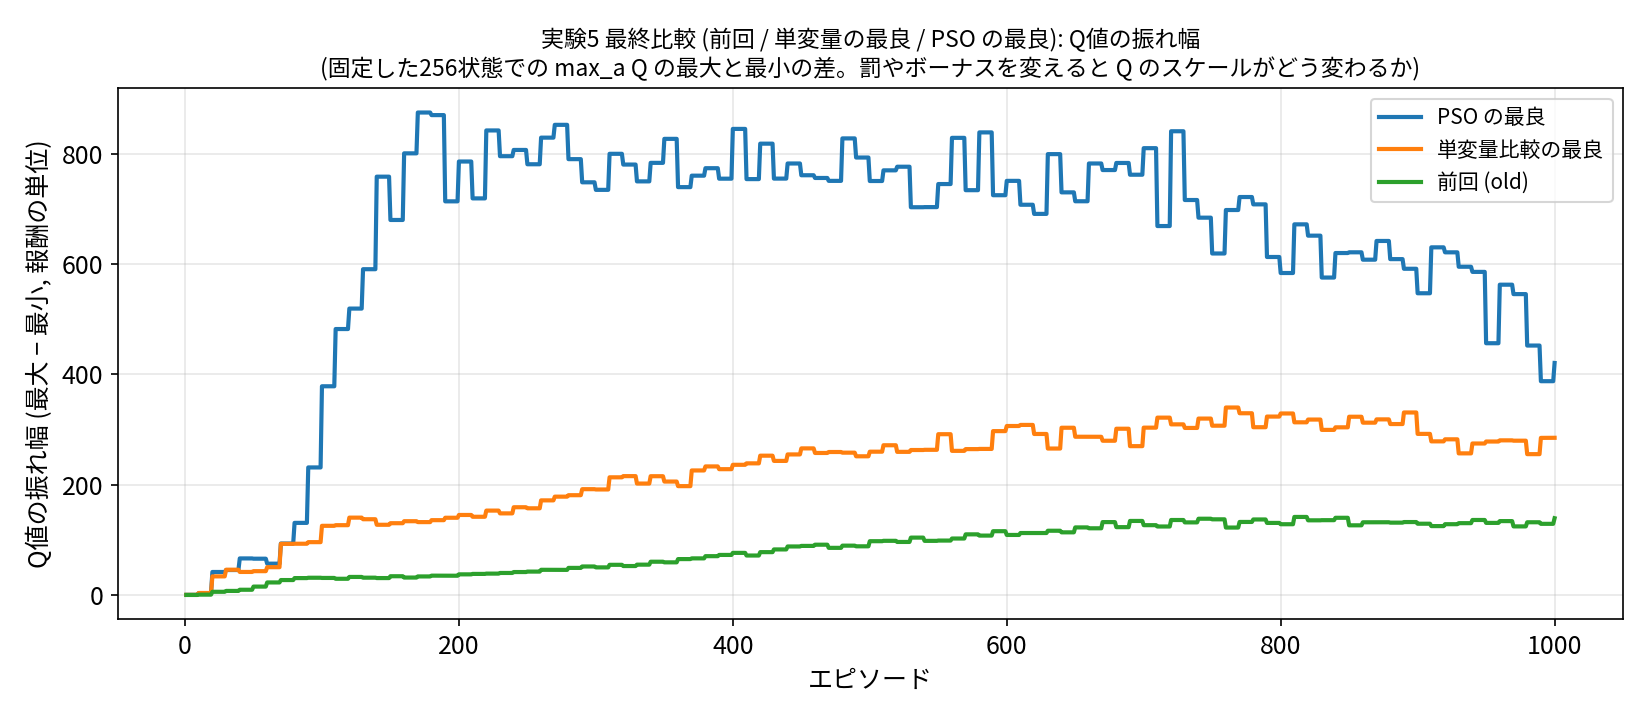 実験5 最終比較 (前回 / 単変量の最良 / PSO の最良): Q値の振れ幅
(固定した256状態での max_a Q の最大と最小の差。罰やボーナスを変えると Q のスケールがどう変わるか)
Q値の振れ幅 (最大 − 最小, 報酬の単位)
800
600
400
200
0
PSO の最良
単変量比較の最良
前回 (old)
0
200
400
600
800
1000
エピソード